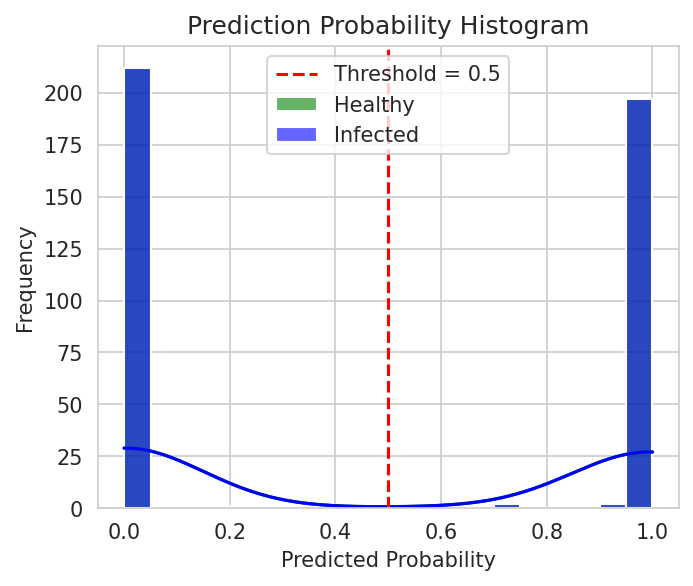 Prediction Probability Histogram
Threshold = 0.5
Healthy
Infected
Frequency
200
175
150
125
100
75
50
25
0
0.0 0.2 0.4 0.6 0.8 1.0
Predicted Probability